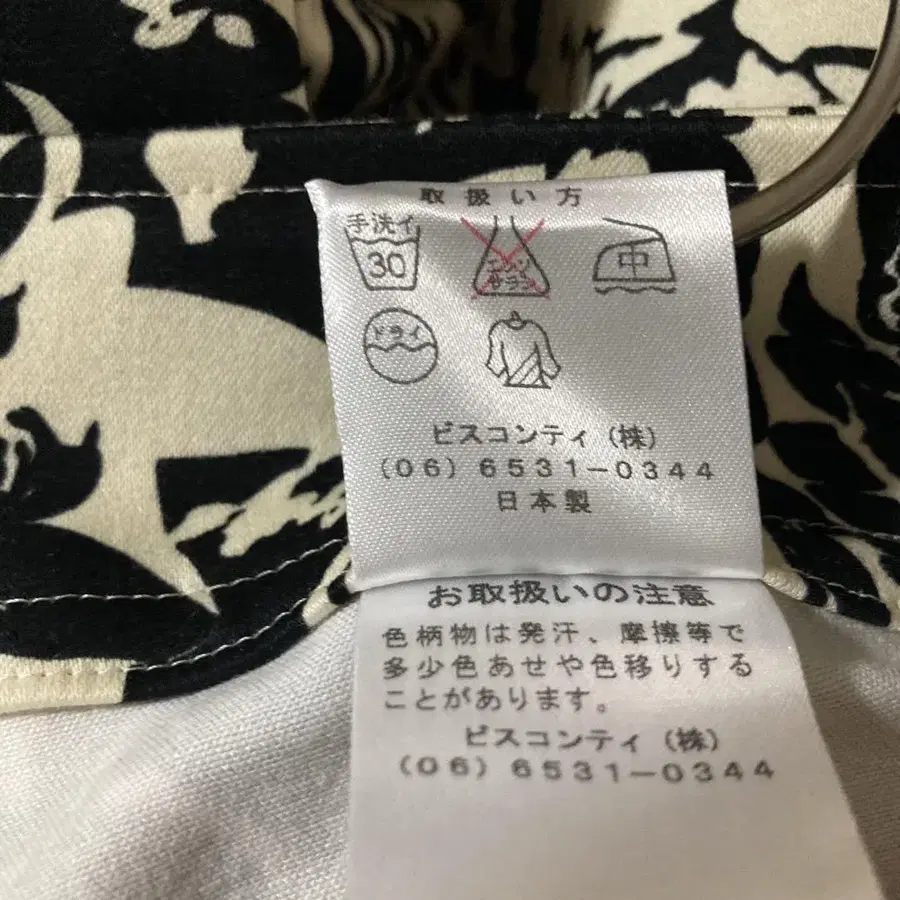 取扱い方
手洗イ
30
エンソ
サラシ
中
ドライ
ビスコンティ(株)
(06)6531-0344
日本製
お取扱いの注意
色柄物は発汗、摩擦等で
多少色あせや色移りする
ことがあります。
ビスコンティ(株)
(06)6531-0344